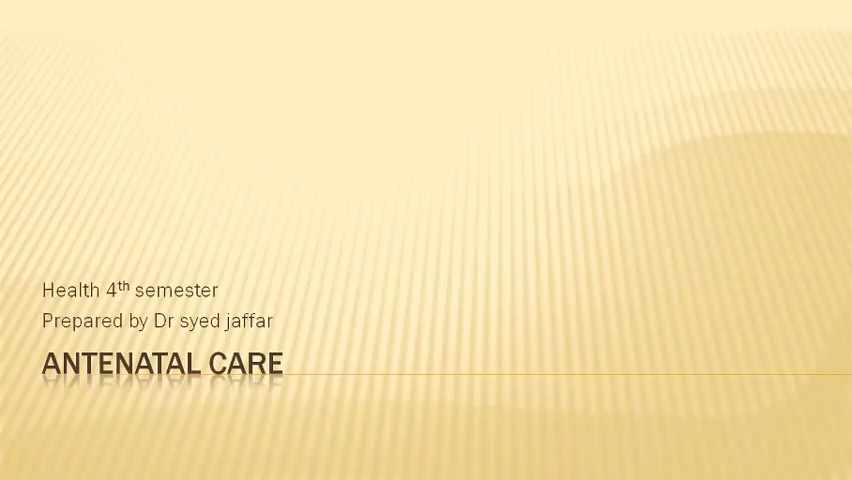 Health 4th semester
Prepared by Dr syed jaffar
ANTENATAL CARE